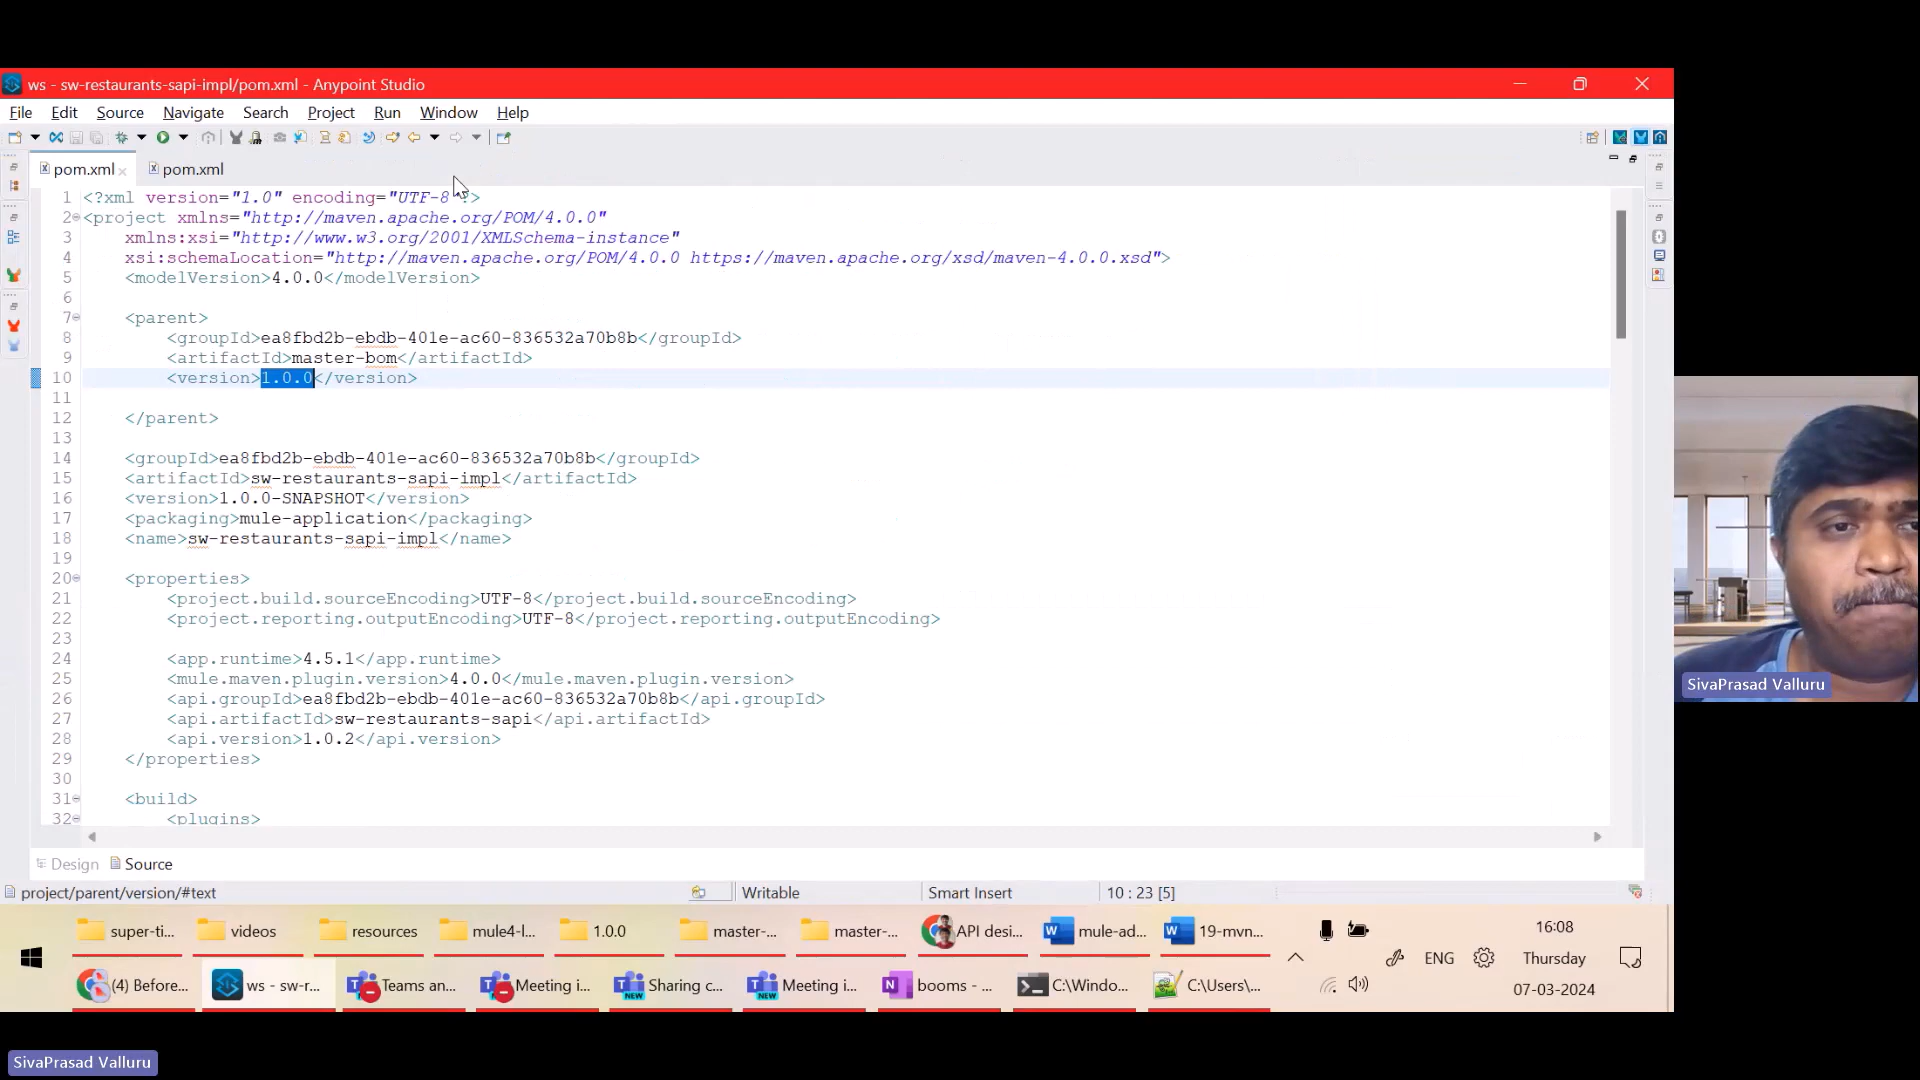 ws - sw-restaurants-sapi-impl/pom.xml - Anypoint Studio
File Edit Source Navigate Search Project Run Window Help
pom.xml pom.xml
1 <?xml version="1.0" encoding="UTF-8"?>
2 <project xmlns="http://maven.apache.org/POM/4.0.0"
3 xmlns:xsi="http://www.w3.org/2001/XMLSchema-instance"
4 xsi:schemaLocation="http://maven.apache.org/POM/4.0.0 https://maven.apache.org/xsd/maven-4.0.0.xsd">
5 <modelVersion>4.0.0</modelVersion>
6
7 <parent>
8 <groupId>ea8fbd2b-ebdb-401e-ac60-836532a70b8b</groupId>
9 <artifactId>master-bom</artifactId>
10 <version>1.0.0</version>
11
12 </parent>
13
14 <groupId>ea8fbd2b-ebdb-401e-ac60-836532a70b8b</groupId>
15 <artifactId>sw-restaurants-sapi-impl</artifactId>
16 <version>1.0.0-SNAPSHOT</version>
17 <packaging>mule-application</packaging>
18 <name>sw-restaurants-sapi-impl</name>
19
20 <properties>
21 <project.build.sourceEncoding>UTF-8</project.build.sourceEncoding>
22 <project.reporting.outputEncoding>UTF-8</project.reporting.outputEncoding>
23
24 <app.runtime>4.5.1</app.runtime>
25 <mule.maven.plugin.version>4.0.0</mule.maven.plugin.version>
26 <api.groupId>ea8fbd2b-ebdb-401e-ac60-836532a70b8b</api.groupId>
27 <api.artifactId>sw-restaurants-sapi</api.artifactId>
28 <api.version>1.0.2</api.version>
29 </properties>
30
31 <build>
32 <plugins>
Design Source
project/parent/version/#text Writable Smart Insert 10 : 23 [5]
super-ti... videos resources mule4-l... 1.0.0 master-... master-... API desi... mule-ad... 19-mvn... 16:08
ENG Thursday
(4) Before... ws - sw-r... Teams an... Meeting i... Sharing c... Meeting i... booms - ... C:\Windo... C:\Users\... 07-03-2024
SivaPrasad Valluru
SivaPrasad Valluru